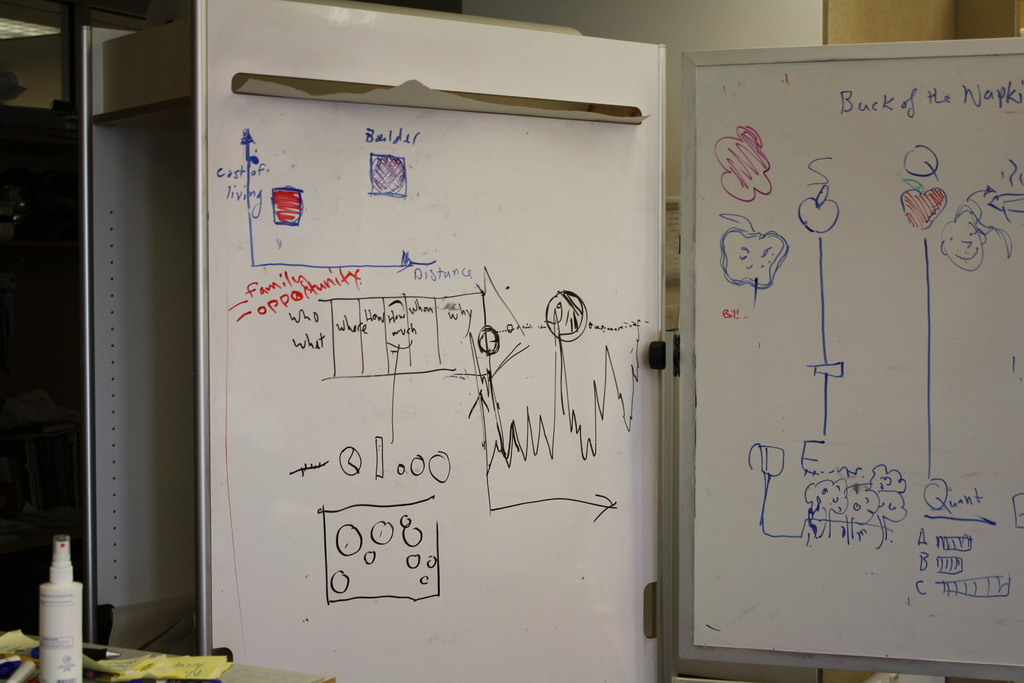 Boulder
Cost of
living
Distance
- Family
- opportunity
who
what
where
How
How
much
when
why
Back of the Napki
Q
E
Quant
A
B
C